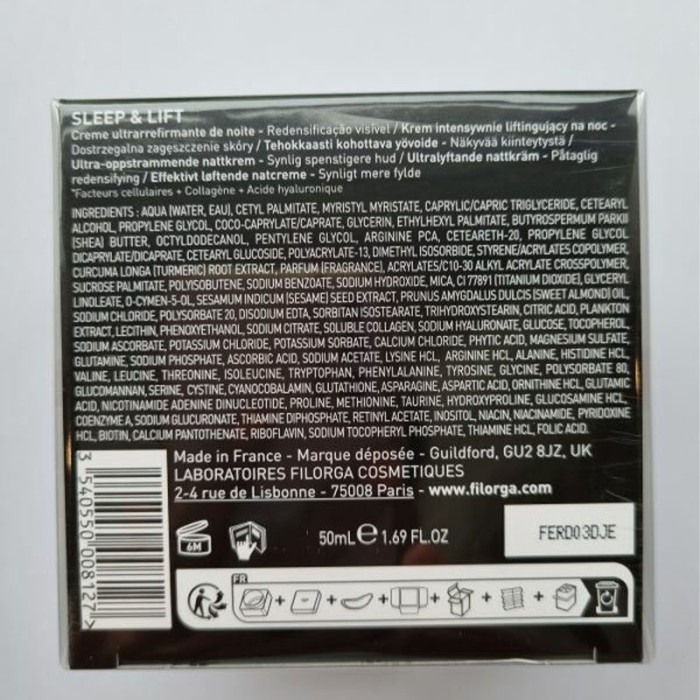 SLEEP & LIFT
Creme ultrarrefirmante de noite - Redensificação visível / Krem intensywnie liftingujący na noc -
Dostrzegalna zagęszczenie skóry / Tehokkaasti kohottava yövoide - Näkyvää kiinteytystä /
Ultra-oppstrammende nattkrem - Synlig spenstigere hud / Ultralyftande nattkräm - Påtaglig
redensifying / Effektivt løftende natcreme - Synligt mere fylde
*Facteurs cellulaires + Collagène + Acide hyaluronique
INGREDIENTS : AQUA (WATER, EAU), CETYL PALMITATE, MYRISTYL MYRISTATE, CAPRYLIC/CAPRIC TRIGLYCERIDE, CETEARYL
ALCOHOL, PROPYLENE GLYCOL, COCO-CAPRYLATE/CAPRATE, GLYCERIN, ETHYLHEXYL PALMITATE, BUTYROSPERMUM PARKII
(SHEA) BUTTER, OCTYLDODECANOL, PENTYLENE GLYCOL, ARGININE PCA, CETEARETH-20, PROPYLENE GLYCOL
DICAPRYLATE/DICAPRATE, CETEARYL GLUCOSIDE, POLYACRYLATE-13, DIMETHYL ISOSORBIDE, STYRENE/ACRYLATES COPOLYMER,
CURCUMA LONGA (TURMERIC) ROOT EXTRACT, PARFUM (FRAGRANCE), ACRYLATES/C10-30 ALKYL ACRYLATE CROSSPOLYMER,
SUCROSE PALMITATE, POLYISOBUTENE, SODIUM BENZOATE, SODIUM HYDROXIDE, MICA, CI 77891 (TITANIUM DIOXIDE), GLYCERYL
LINOLEATE, O-CYMEN-5-OL, SESAMUM INDICUM (SESAME) SEED EXTRACT, PRUNUS AMYGDALUS DULCIS (SWEET ALMOND) OIL,
SODIUM CHLORIDE, POLYSORBATE 20, DISODIUM EDTA, SORBITAN ISOSTEARATE, TRIHYDROXYSTEARIN, CITRIC ACID, PLANKTON
EXTRACT, LECITHIN, PHENOXYETHANOL, SODIUM CITRATE, SOLUBLE COLLAGEN, SODIUM HYALURONATE, GLUCOSE, TOCOPHEROL,
SODIUM ASCORBATE, POTASSIUM CHLORIDE, POTASSIUM SORBATE, CALCIUM CHLORIDE, PHYTIC ACID, MAGNESIUM SULFATE,
GLUTAMINE, SODIUM PHOSPHATE, ASCORBIC ACID, SODIUM ACETATE, LYSINE HCL, ARGININE HCL, ALANINE, HISTIDINE HCL,
VALINE, LEUCINE, THREONINE, ISOLEUCINE, TRYPTOPHAN, PHENYLALANINE, TYROSINE, GLYCINE, POLYSORBATE 80,
GLUCOMANNAN, SERINE, CYSTINE, CYANOCOBALAMIN, GLUTATHIONE, ASPARAGINE, ASPARTIC ACID, ORNITHINE HCL, GLUTAMIC
ACID, NICOTINAMIDE ADENINE DINUCLEOTIDE, PROLINE, METHIONINE, TAURINE, HYDROXYPROLINE, GLUCOSAMINE HCL,
COENZYME A, SODIUM GLUCURONATE, THIAMINE DIPHOSPHATE, RETINYL ACETATE, INOSITOL, NIACIN, NIACINAMIDE, PYRIDOXINE
HCL, BIOTIN, CALCIUM PANTOTHENATE, RIBOFLAVIN, SODIUM TOCOPHERYL PHOSPHATE, THIAMINE HCL, FOLIC ACID.
Made in France - Marque déposée - Guildford, GU2 8JZ, UK
LABORATOIRES FILORGA COSMETIQUES
2-4 rue de Lisbonne - 75008 Paris - www.filorga.com
3 540550 008127 >
6M
50mL e 1.69 FL.OZ
FERD03DJE
FR
+ + + + + +